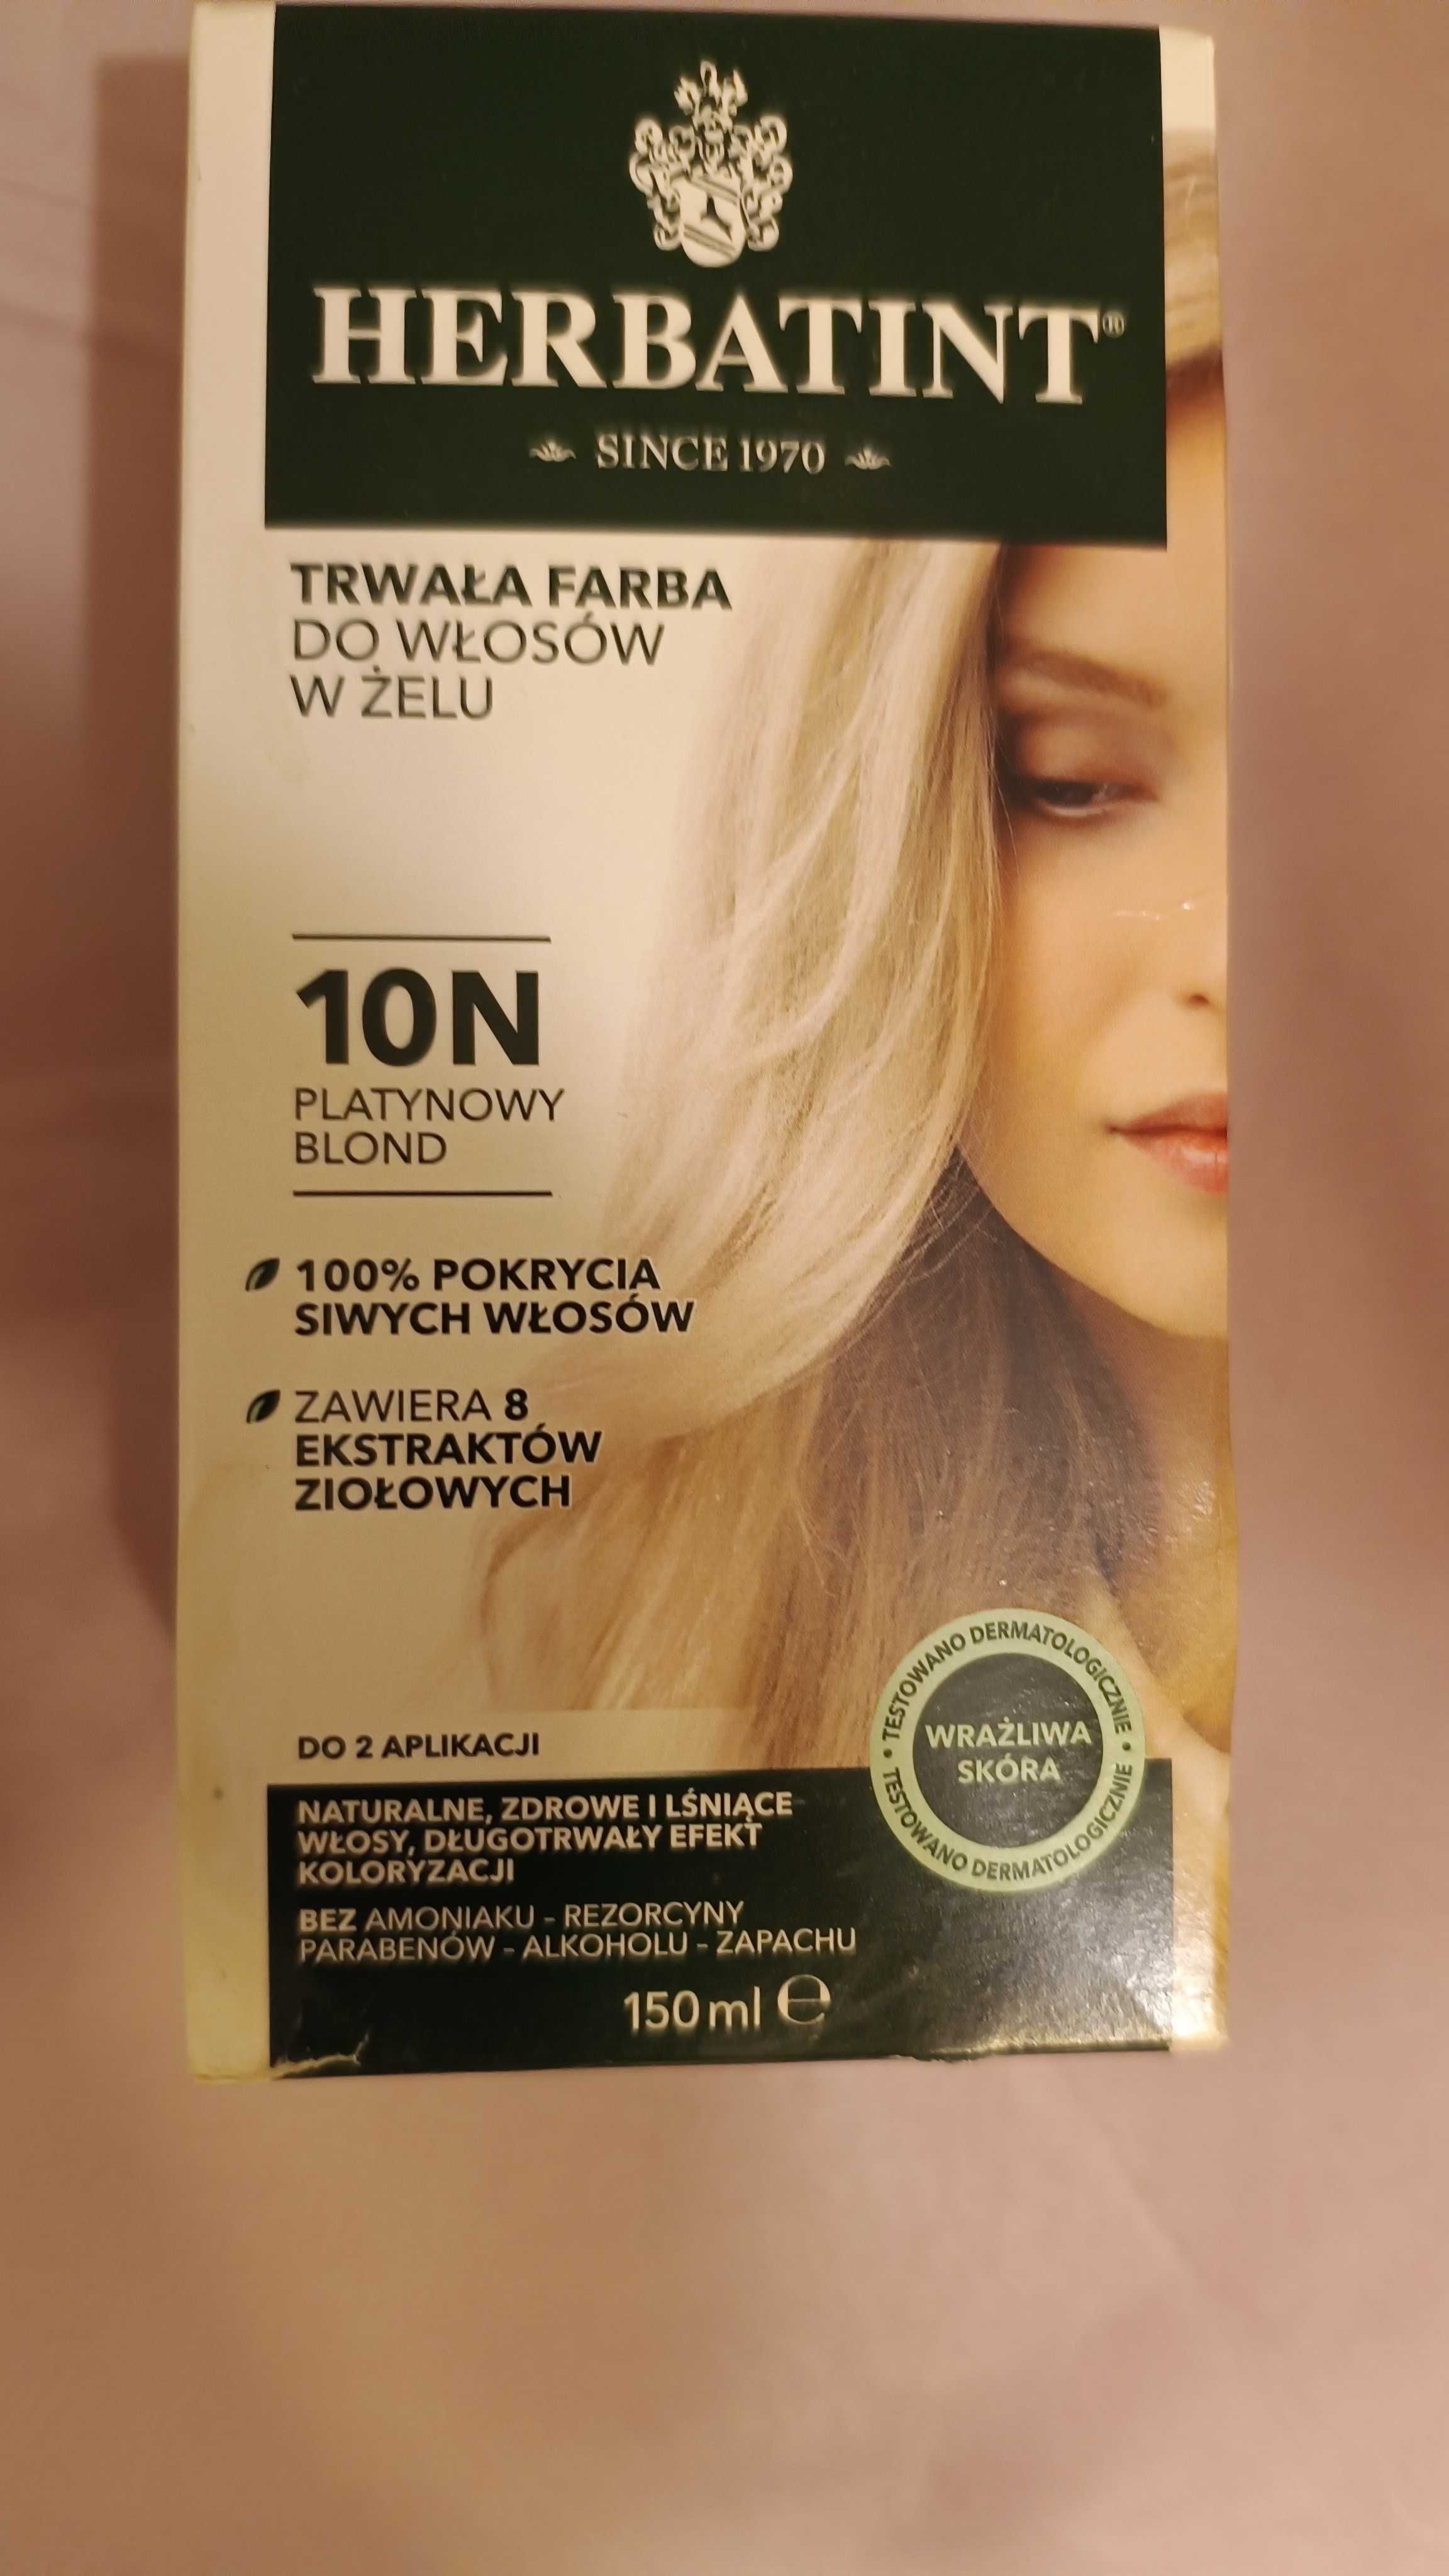 HERBATINT®
SINCE 1970
TRWAŁA FARBA
DO WŁOSÓW
W ŻELU
10N
PLATYNOWY
BLOND
100% POKRYCIA
SIWYCH WŁOSÓW
ZAWIERA 8
EKSTRAKTÓW
ZIOŁOWYCH
DO 2 APLIKACJI
• TESTOWANO DERMATOLOGICZNIE •
WRAŻLIWA
SKÓRA
TESTOWANO DERMATOLOGICZNIE
NATURALNE, ZDROWE I LŚNIĄCE
WŁOSY, DŁUGOTRWAŁY EFEKT
KOLORYZACJI
BEZ AMONIAKU - REZORCYNY
PARABENÓW - ALKOHOLU - ZAPACHU
150 ml ℮